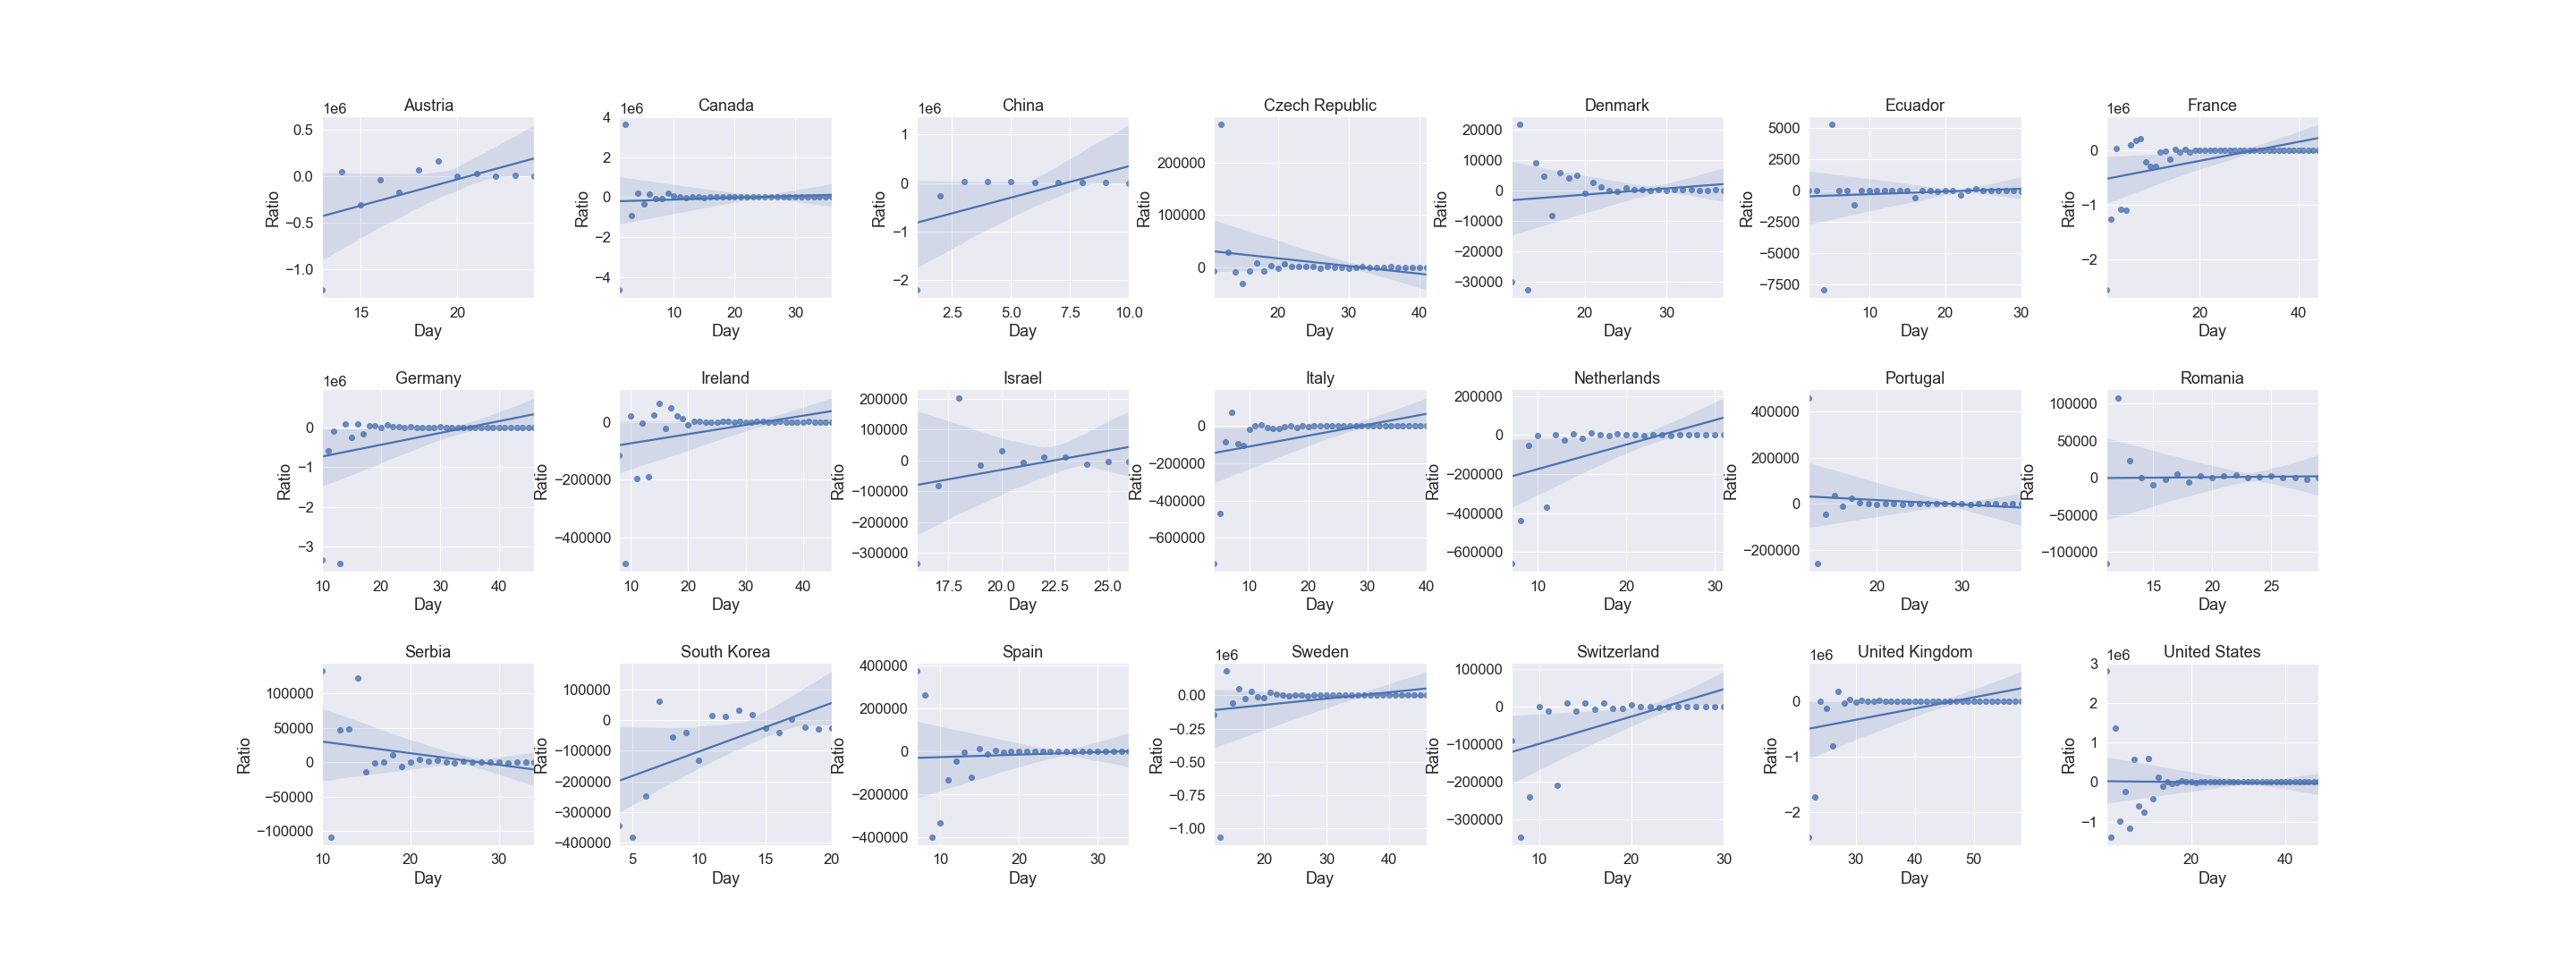 Austria
1e6
0.5
0.0
−0.5
−1.0
15 20
Ratio
Day
Canada
1e6
4
2
0
−2
−4
10 20 30
Ratio
Day
China
1e6
1
0
−1
−2
2.5 5.0 7.5 10.0
Ratio
Day
Czech Republic
200000
100000
0
20 30 40
Ratio
Day
Denmark
20000
10000
0
−10000
−20000
−30000
20 30
Ratio
Day
Ecuador
5000
2500
0
−2500
−5000
−7500
10 20 30
Ratio
Day
France
1e6
0
−1
−2
20 40
Ratio
Day
Germany
1e6
0
−1
−2
−3
10 20 30 40
Ratio
Day
Ireland
0
−200000
−400000
10 20 30 40
Ratio
Day
Israel
200000
100000
0
−100000
−200000
−300000
17.5 20.0 22.5 25.0
Ratio
Day
Italy
0
−200000
−400000
−600000
10 20 30 40
Ratio
Day
Netherlands
200000
0
−200000
−400000
−600000
10 20 30
Ratio
Day
Portugal
400000
200000
0
−200000
20 30
Ratio
Day
Romania
100000
50000
0
−50000
−100000
15 20 25
Ratio
Day
Serbia
100000
50000
0
−50000
−100000
10 20 30
Ratio
Day
South Korea
100000
0
−100000
−200000
−300000
−400000
5 10 15 20
Ratio
Day
Spain
400000
200000
0
−200000
−400000
10 20 30
Ratio
Day
Sweden
1e6
0.00
−0.25
−0.50
−0.75
−1.00
20 30 40
Ratio
Day
Switzerland
100000
0
−100000
−200000
−300000
10 20 30
Ratio
Day
United Kingdom
1e6
0
−1
−2
30 40 50
Ratio
Day
United States
1e6
3
2
1
0
−1
20 40
Ratio
Day